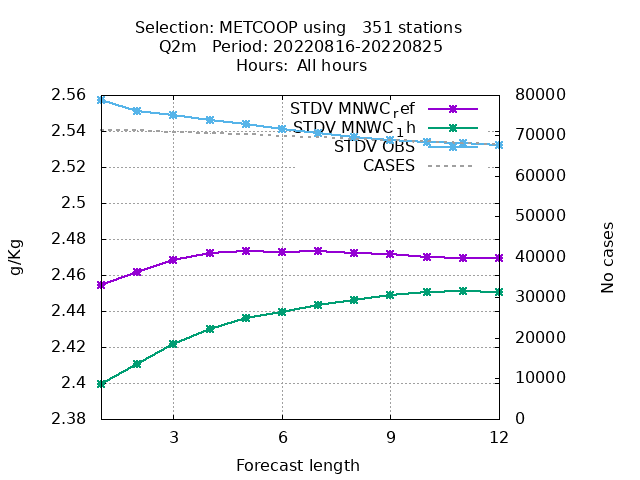 Selection: METCOOP using   351 stations
Q2m   Period: 20220816-20220825
Hours:  All hours
2.56
2.54
2.52
2.5
2.48
2.46
2.44
2.42
2.4
2.38
g/Kg
STDV MNWC_ref
STDV MNWC_1h
STDV OBS
CASES
80000
70000
60000
50000
40000
30000
20000
10000
0
No cases
3 6 9 12
Forecast length